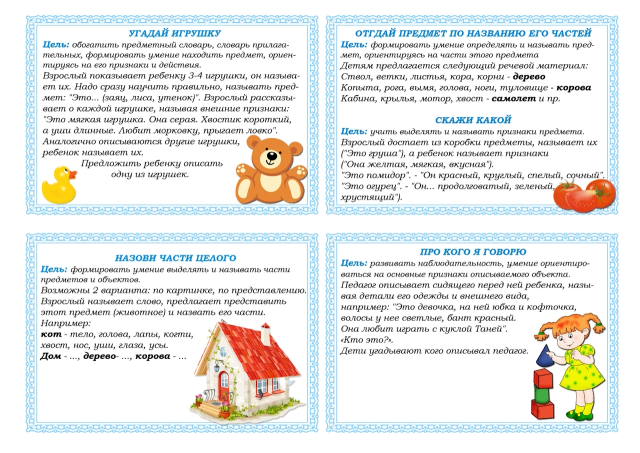 УГАДАЙ ИГРУШКУ
Цель: обогатить предметный словарь, словарь прилага-
тельных, формировать умение находить предмет, ориен-
тируясь на его признаки и действия.
Взрослый показывает ребенку 3-4 игрушки, он называ-
ет их. Надо сразу научить правильно, называть пред-
мет: "Это... (заяц, лиса, утенок)". Взрослый рассказы-
вает о каждой игрушке, называя внешние признаки:
"Это мягкая игрушка. Она серая. Хвостик короткий,
а уши длинные. Любит морковку, прыгает ловко".
Аналогично описываются другие игрушки,
ребенок называет их.
Предложить ребенку описать
одну из игрушек.
ОТГДАЙ ПРЕДМЕТ ПО НАЗВАНИЮ ЕГО ЧАСТЕЙ
Цель: формировать умение определять и называть пред-
мет, ориентируясь на части этого предмета
Детям предлагается следующий речевой материал:
Ствол, ветки, листья, кора, корни - дерево
Копыта, рога, вымя, голова, ноги, туловище - корова
Кабина, крылья, мотор, хвост - самолет и пр.
СКАЖИ КАКОЙ
Цель: учить выделять и называть признаки предмета.
Взрослый достает из коробки предметы, называет их
("Это груша"), а ребенок называет признаки
("Она желтая, мягкая, вкусная").
"Это помидор". - "Он красный, круглый, спелый, сочный".
"Это огурец". - "Он... продолговатый, зеленый,
хрустящий").
НАЗОВИ ЧАСТИ ЦЕЛОГО
Цель: формировать умение выделять и называть части
предметов и объектов.
Возможны 2 варианта: по картинке, по представлению.
Взрослый называет слово, предлагает представить
этот предмет (животное) и назвать его части.
Например:
кот - тело, голова, лапы, когти,
хвост, нос, уши, глаза, усы.
Дом - ..., дерево- ..., корова - ...
ПРО КОГО Я ГОВОРЮ
Цель: развивать наблюдательность, умение ориентиро-
ваться на основные признаки описываемого объекта.
Педагог описывает сидящего перед ней ребенка, назы-
вая детали его одежды и внешнего вида,
например: "Это девочка, на ней юбка и кофточка,
волосы у нее светлые, бант красный.
Она любит играть с куклой Таней".
«Кто это?».
Дети угадывают кого описывал педагог.